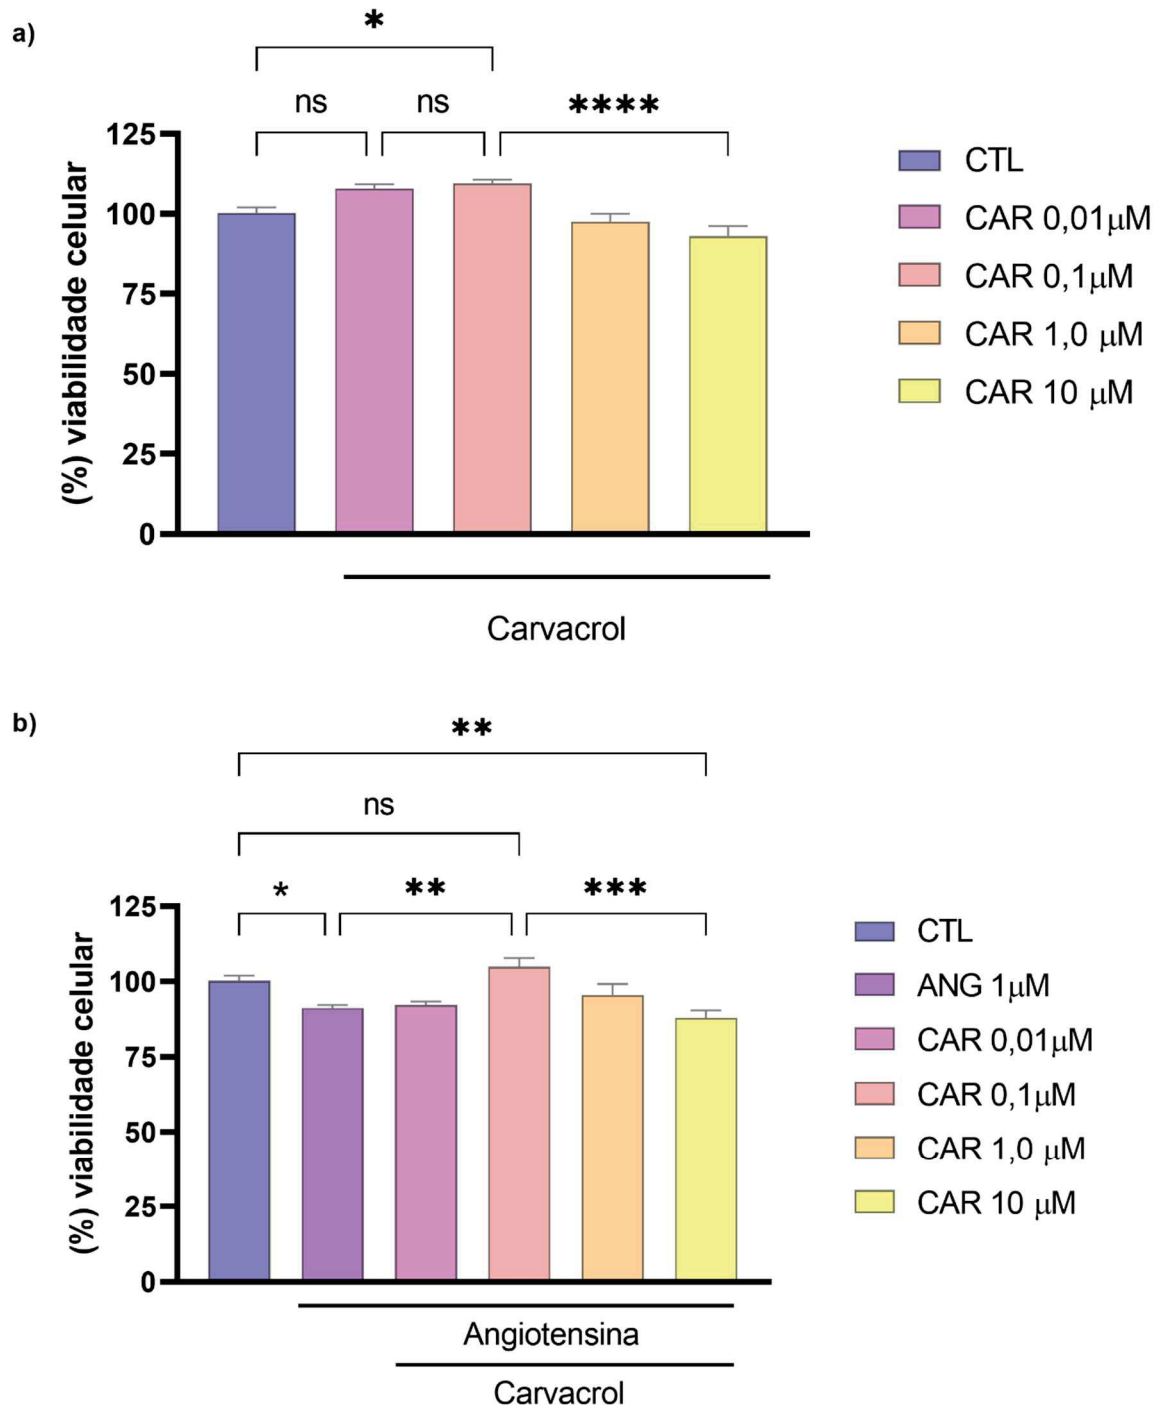 a)
*
ns
ns
****
125
100
75
50
25
0
(%) viabilidade celular
CTL
CAR 0,01μM
CAR 0,1μM
CAR 1,0 μM
CAR 10 μM
Carvacrol
b)
**
ns
*
**
***
125
100
75
50
25
0
(%) viabilidade celular
CTL
ANG 1μM
CAR 0,01μM
CAR 0,1μM
CAR 1,0 μM
CAR 10 μM
Angiotensina
Carvacrol